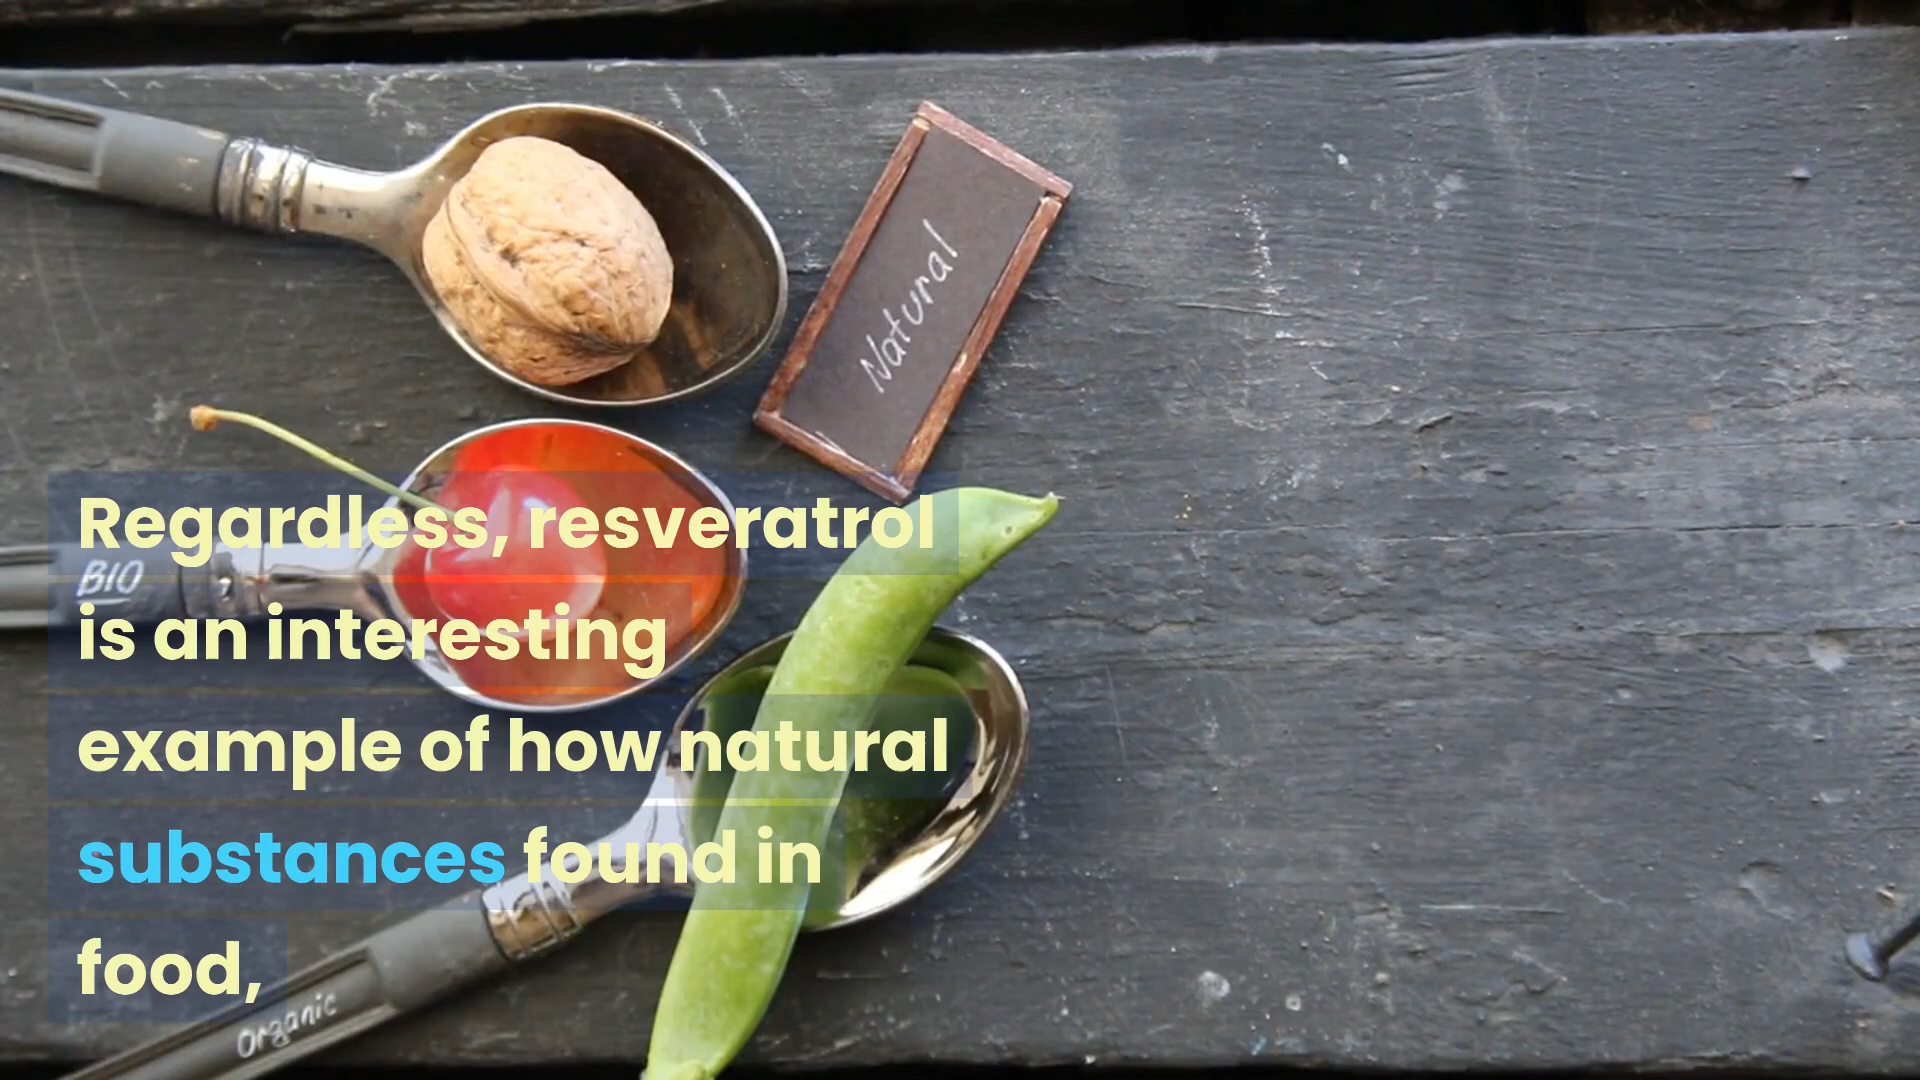 Natural
Regardless, resveratrol
BIO
is an interesting
example of how natural
substances found in
food,
Organic